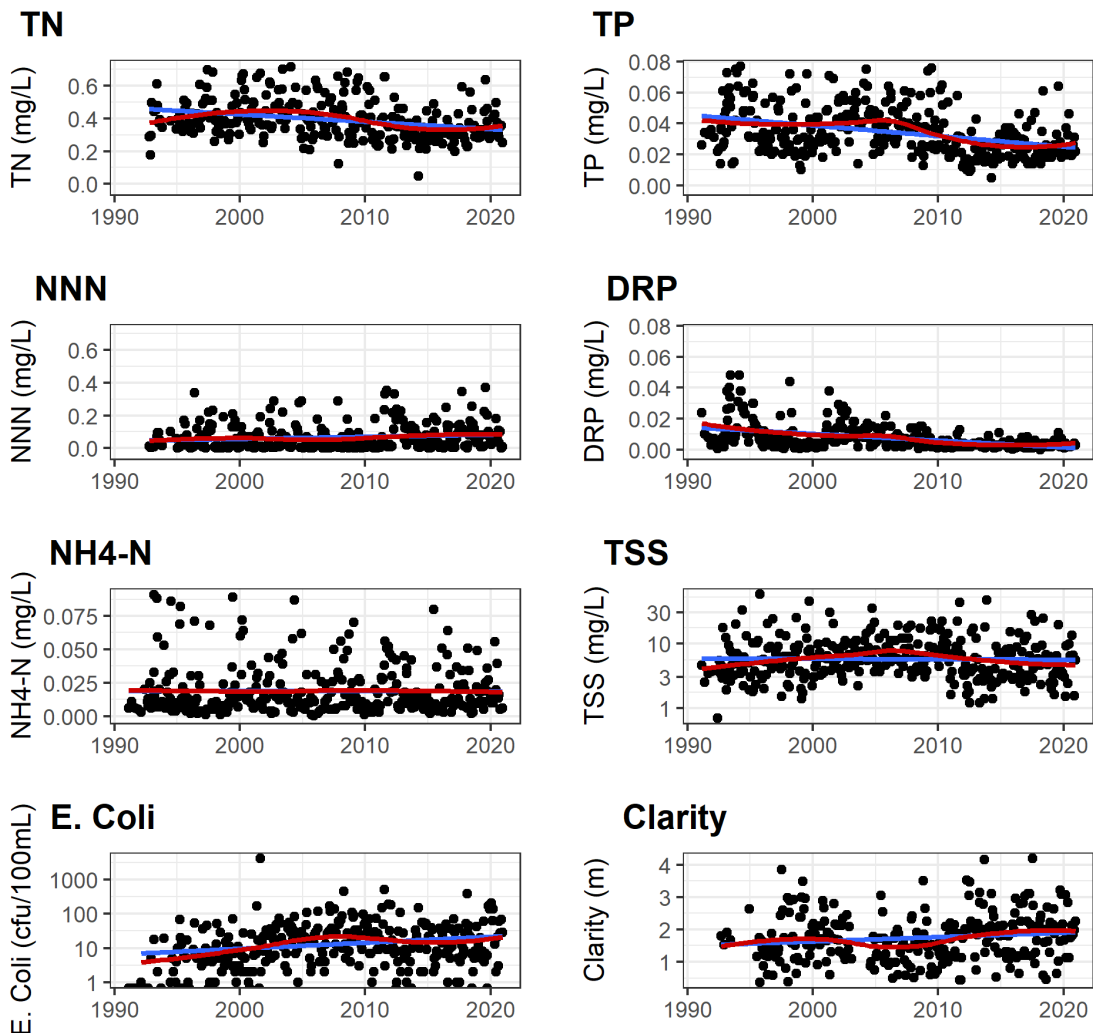 TN
TN (mg/L)
0.6
0.4
0.2
0.0
1990 2000 2010 2020
TP
TP (mg/L)
0.08
0.06
0.04
0.02
0.00
1990 2000 2010 2020
NNN
NNN (mg/L)
0.6
0.4
0.2
0.0
1990 2000 2010 2020
DRP
DRP (mg/L)
0.08
0.06
0.04
0.02
0.00
1990 2000 2010 2020
NH4-N
NH4-N (mg/L)
0.075
0.050
0.025
0.000
1990 2000 2010 2020
TSS
TSS (mg/L)
30
10
3
1
1990 2000 2010 2020
E. Coli
E. Coli (cfu/100mL)
1000
100
10
1
1990 2000 2010 2020
Clarity
Clarity (m)
4
3
2
1
1990 2000 2010 2020